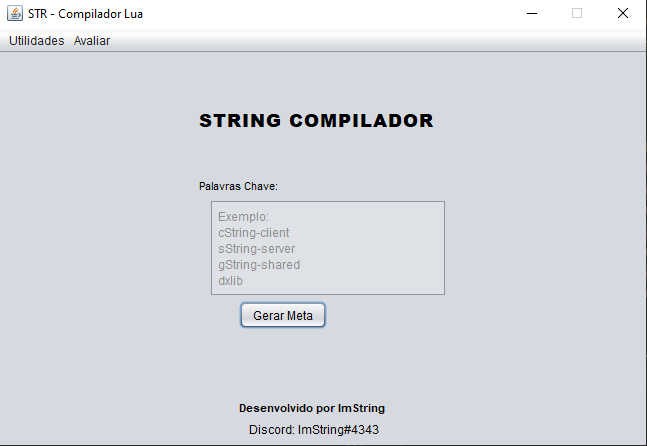 STR - Compilador Lua
Utilidades Avaliar
STRING COMPILADOR
Palavras Chave:
Exemplo:
cString-client
sString-server
gString-shared
dxlib
Gerar Meta
Desenvolvido por ImString
Discord: ImString#4343